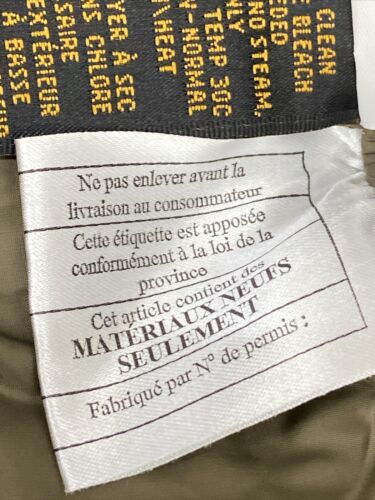 CLEAN
BLEACH
NO STEAM.
TEMP 30C
- NORMAL
HEAT
YER À SEC
NS CHLORE
SAIRE
EXTÉRIEUR
À BASSE
Ne pas enlever avant la
livraison au consommateur
Cette étiquette est apposée
conformément à la loi de la
province
Cet article contient des
MATERIAUX NEUFS
SEULEMENT
Fabriqué par N° de permis :